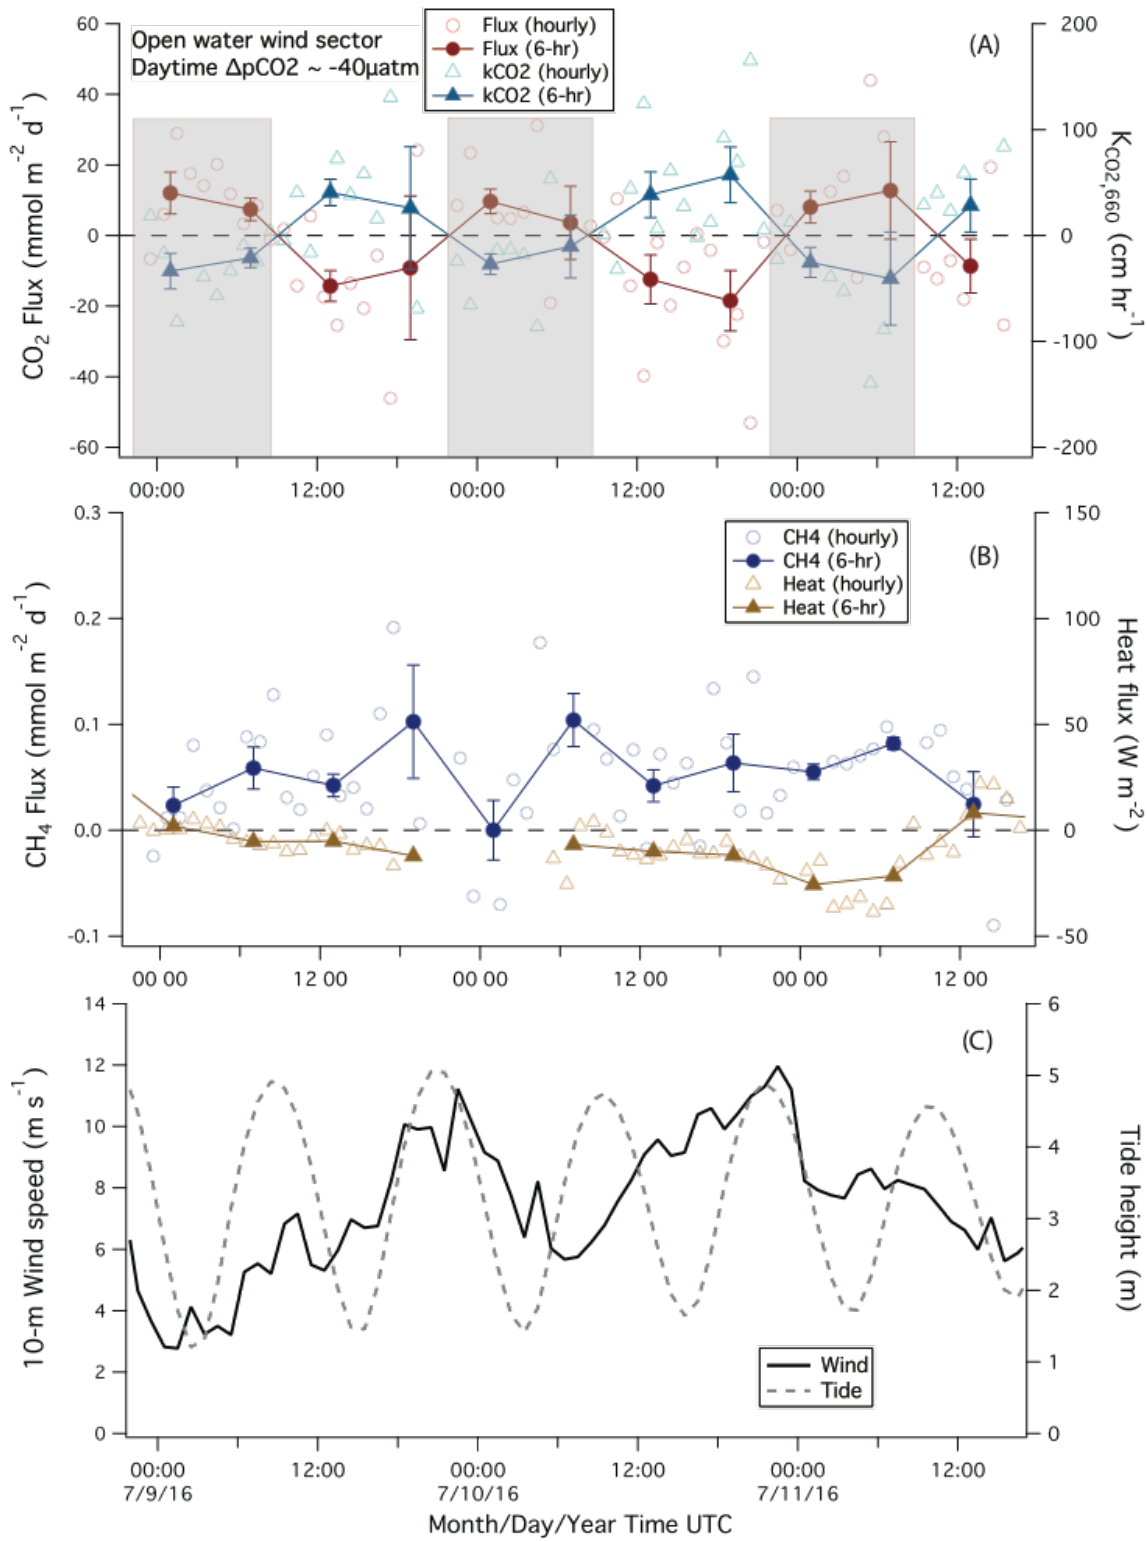 60
40
20
0
-20
-40
-60
CO2 Flux (mmol m-2 d-1)
Open water wind sector
Daytime ΔpCO2 ~ -40µatm
Flux (hourly)
Flux (6-hr)
kCO2 (hourly)
kCO2 (6-hr)
(A)
200
100
0
-100
-200
KCO2,660 (cm hr-1)
00:00 12:00 00:00 12:00 00:00 12:00
0.3
0.2
0.1
0.0
-0.1
CH4 Flux (mmol m-2 d-1)
CH4 (hourly)
CH4 (6-hr)
Heat (hourly)
Heat (6-hr)
(B)
150
100
50
0
-50
Heat flux (W m-2)
00 00 12 00 00 00 12 00 00 00 12 00
14
12
10
8
6
4
2
0
10-m Wind speed (m s-1)
(C)
Wind
Tide
6
5
4
3
2
1
0
Tide height (m)
00:00 12:00 00:00 12:00 00:00 12:00
7/9/16 7/10/16 7/11/16
Month/Day/Year Time UTC